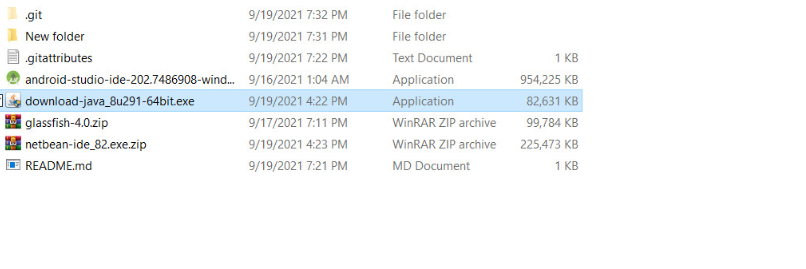 .git 9/19/2021 7:32 PM File folder
New folder 9/19/2021 7:31 PM File folder
.gitattributes 9/19/2021 7:22 PM Text Document 1 KB
android-studio-ide-202.7486908-wind... 9/16/2021 1:04 AM Application 954,225 KB
download-java_8u291-64bit.exe 9/19/2021 4:22 PM Application 82,631 KB
glassfish-4.0.zip 9/17/2021 7:11 PM WinRAR ZIP archive 99,784 KB
netbean-ide_82.exe.zip 9/19/2021 4:23 PM WinRAR ZIP archive 225,473 KB
README.md 9/19/2021 7:21 PM MD Document 1 KB